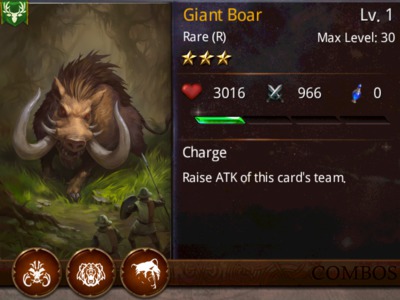 Giant Boar
Lv. 1
Rare (R)
Max Level: 30
3016
966
0
Charge
Raise ATK of this card's team.
COMBOS